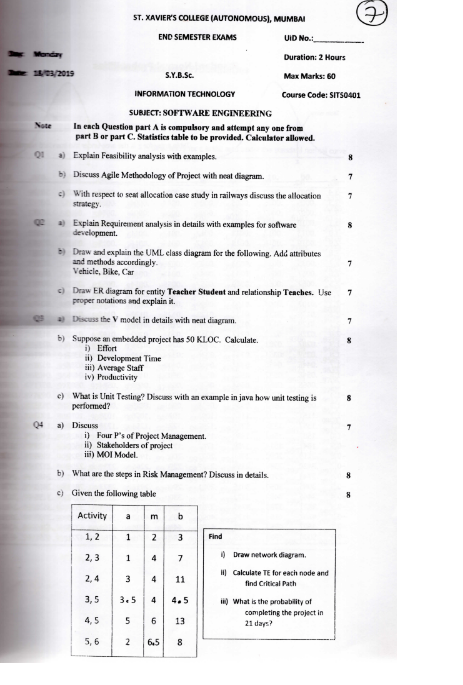 7
ST. XAVIER'S COLLEGE (AUTONOMOUS), MUMBAI
END SEMESTER EXAMS UID No.:
Day: Monday Duration: 2 Hours
Date: 18/03/2019 S.Y.B.Sc. Max Marks: 60
INFORMATION TECHNOLOGY Course Code: SITS0401
SUBJECT: SOFTWARE ENGINEERING
Note In each Question part A is compulsory and attempt any one from
part B or part C. Statistics table to be provided. Calculator allowed.
Q1 a) Explain Feasibility analysis with examples. 8
b) Discuss Agile Methodology of Project with neat diagram. 7
c) With respect to seat allocation case study in railways discuss the allocation 7
strategy.
Q2 a) Explain Requirement analysis in details with examples for software 8
development.
b) Draw and explain the UML class diagram for the following. Add attributes
and methods accordingly. 7
Vehicle, Bike, Car
c) Draw ER diagram for entity Teacher Student and relationship Teaches. Use 7
proper notations and explain it.
Q3 a) Discuss the V model in details with neat diagram. 7
b) Suppose an embedded project has 50 KLOC. Calculate. 8
i) Effort
ii) Development Time
iii) Average Staff
iv) Productivity
c) What is Unit Testing? Discuss with an example in java how unit testing is 8
performed?
Q4 a) Discuss 7
i) Four P's of Project Management.
ii) Stakeholders of project
iii) MOI Model.
b) What are the steps in Risk Management? Discuss in details. 8
c) Given the following table 8
Activity a m b
1, 2 1 2 3
2, 3 1 4 7
2, 4 3 4 11
3, 5 3.5 4 4.5
4, 5 5 6 13
5, 6 2 6.5 8
Find
i) Draw network diagram.
ii) Calculate TE for each node and
find Critical Path
iii) What is the probability of
completing the project in
21 days?